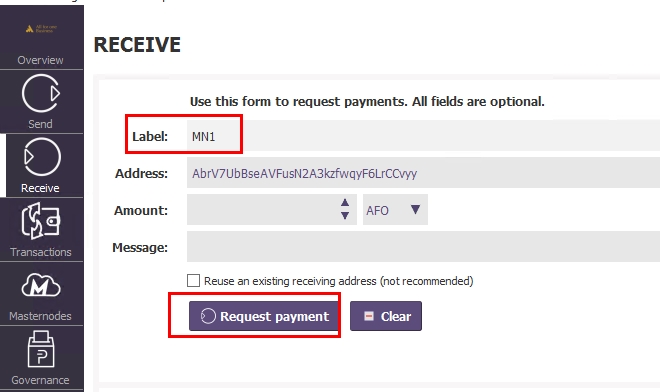 Overview
Send
Receive
Transactions
Masternodes
Governance
RECEIVE
Use this form to request payments. All fields are optional.
Label: MN1
Address: AbrV7UbBseAVFusN2A3kzfwqyF6LrCCvyy
Amount: AFO
Message:
Reuse an existing receiving address (not recommended)
Request payment Clear